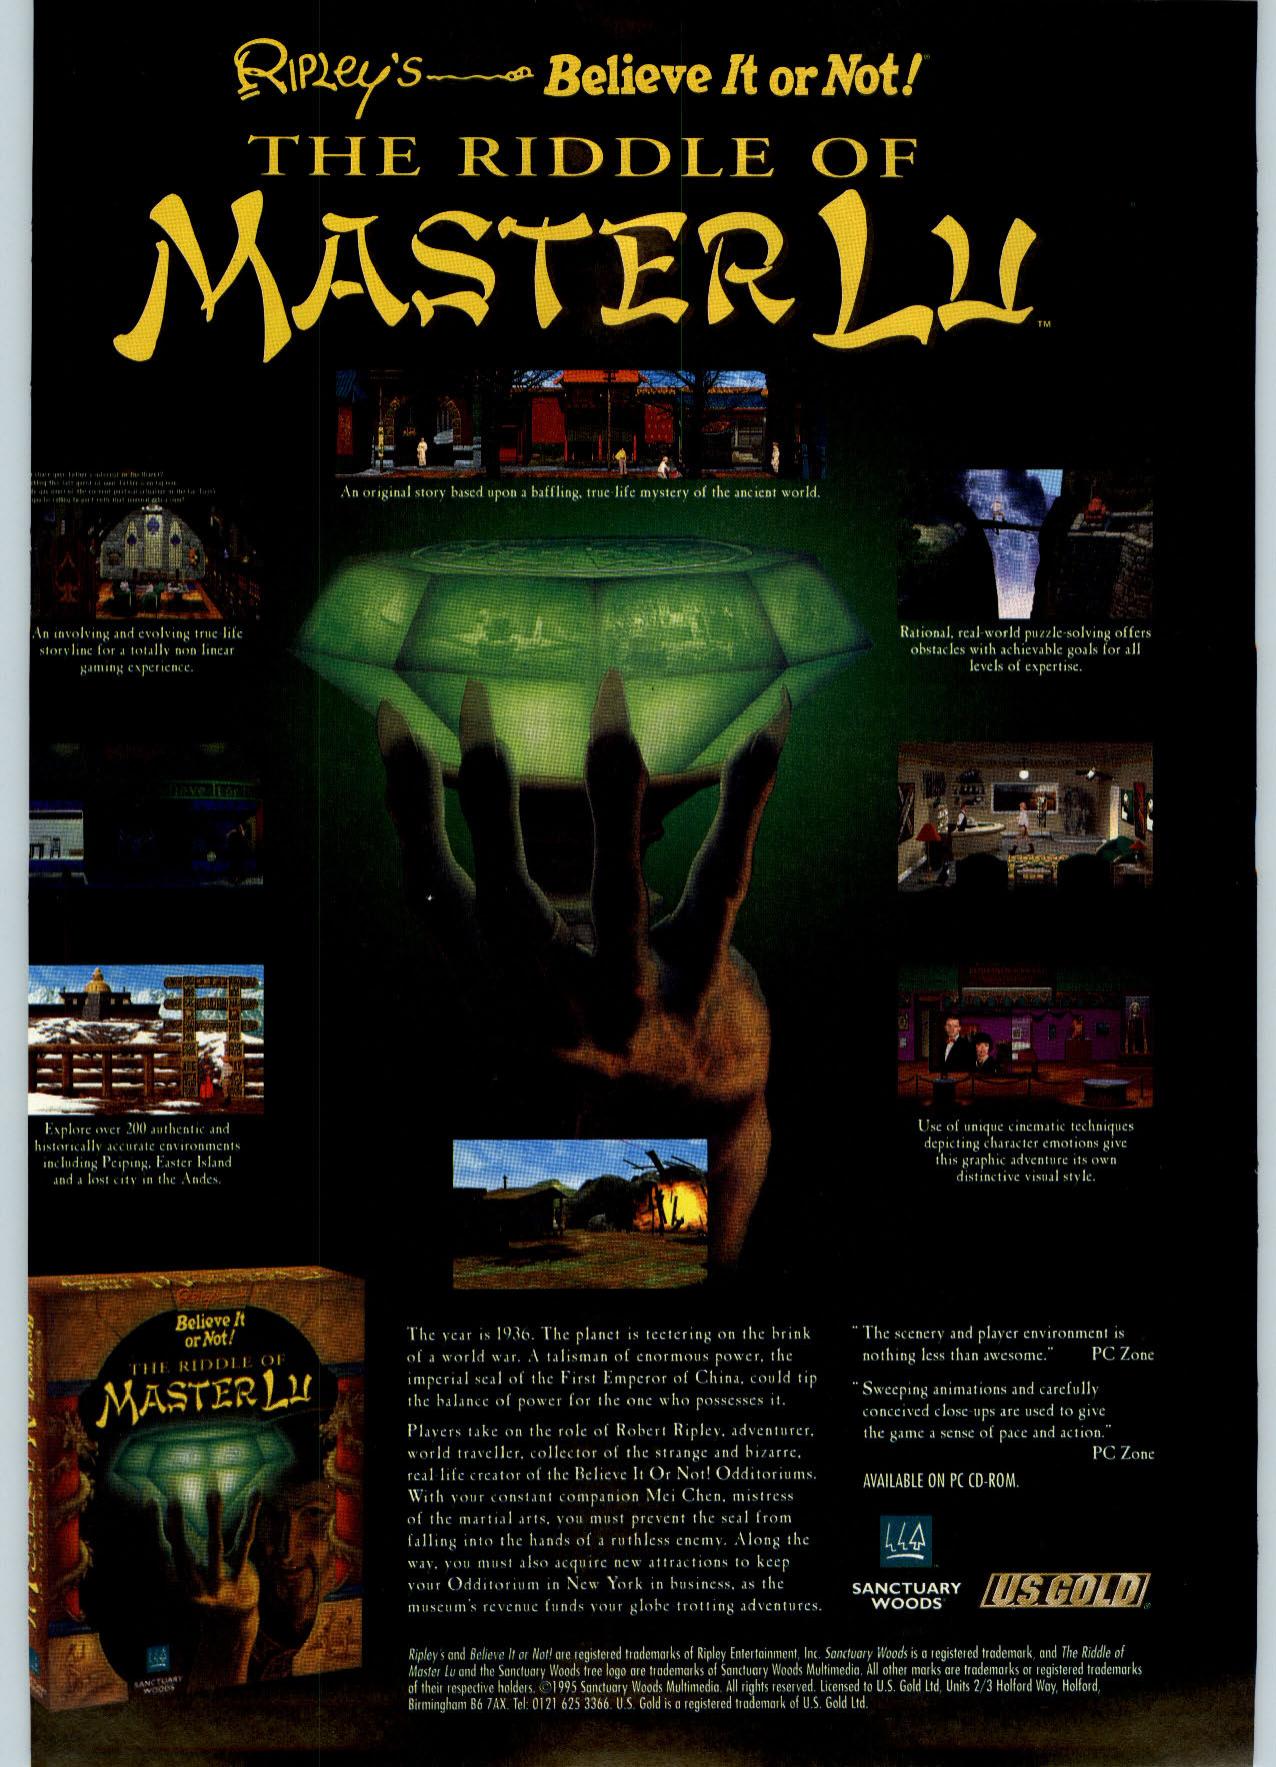 Ripley's Believe It or Not!
THE RIDDLE OF
MASTER LU ™
An original story based upon a baffling, true-life mystery of the ancient world.
An involving and evolving true-life
storyline for a totally non linear
gaming experience.
Rational, real-world puzzle-solving offers
obstacles with achievable goals for all
levels of expertise.
Explore over 200 authentic and
historically accurate environments
including Peiping, Easter Island
and a lost city in the Andes.
Use of unique cinematic techniques
depicting character emotions give
this graphic adventure its own
distinctive visual style.
Believe It
or Not!
THE RIDDLE OF
MASTER LU
SANCTUARY
WOODS
The year is 1936. The planet is teetering on the brink
of a world war. A talisman of enormous power, the
imperial seal of the First Emperor of China, could tip
the balance of power for the one who possesses it.
Players take on the role of Robert Ripley, adventurer,
world traveller, collector of the strange and bizarre,
real-life creator of the Believe It Or Not! Odditoriums.
With your constant companion Mei Chen, mistress
of the martial arts, you must prevent the seal from
falling into the hands of a ruthless enemy. Along the
way, you must also acquire new attractions to keep
your Odditorium in New York in business, as the
museum's revenue funds your globe trotting adventures.
"The scenery and player environment is
nothing less than awesome." PC Zone
"Sweeping animations and carefully
conceived close-ups are used to give
the game a sense of pace and action."
PC Zone
AVAILABLE ON PC CD-ROM.
SANCTUARY
WOODS
U.S. GOLD
Ripley's and Believe It or Not! are registered trademarks of Ripley Entertainment, Inc. Sanctuary Woods is a registered trademark, and The Riddle of
Master Lu and the Sanctuary Woods tree logo are trademarks of Sanctuary Woods Multimedia. All other marks are trademarks or registered trademarks
of their respective holders. ©1995 Sanctuary Woods Multimedia. All rights reserved. Licensed to U.S. Gold Ltd, Units 2/3 Holford Way, Holford,
Birmingham B6 7AX. Tel: 0121 625 3366. U.S. Gold is a registered trademark of U.S. Gold Ltd.